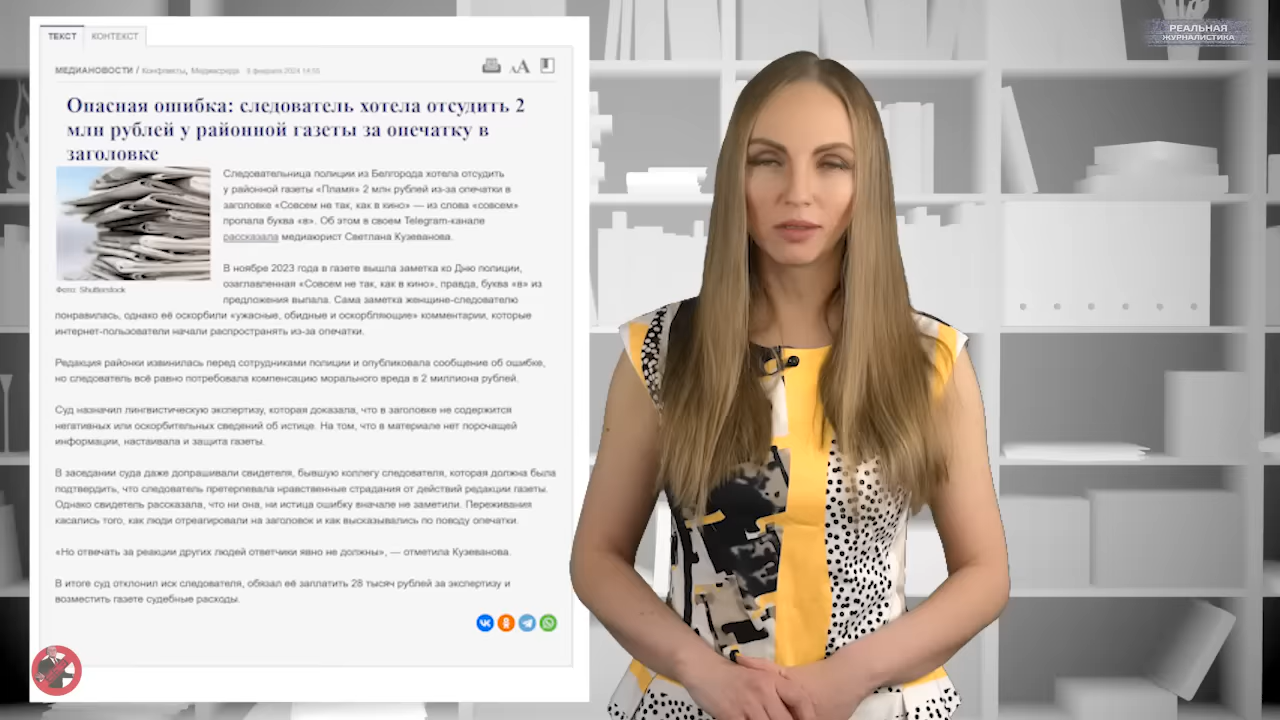 ТЕКСТ КОНТЕКСТ
РЕАЛЬНАЯ
ЖУРНАЛИСТИКА
МЕДИАНОВОСТИ / Конфликты, Медиасреда 8 февраля 2024 14:55
АА
Опасная ошибка: следователь хотела отсудить 2
млн рублей у районной газеты за опечатку в
заголовке
Следовательница полиции из Белгорода хотела отсудить
у районной газеты «Пламя» 2 млн рублей из-за опечатки в
заголовке «Совсем не так, как в кино» — из слова «совсем»
пропала буква «в». Об этом в своем Telegram-канале
рассказала медиаюрист Светлана Кузеванова.
Фото: Shutterstock
В ноябре 2023 года в газете вышла заметка ко Дню полиции,
озаглавленная «Совсем не так, как в кино», правда, буква «в» из
предложения выпала. Сама заметка женщине-следователю
понравилась, однако её оскорбили «ужасные, обидные и оскорбляющие» комментарии, которые
интернет-пользователи начали распространять из-за опечатки.
Редакция районки извинилась перед сотрудниками полиции и опубликовала сообщение об ошибке,
но следователь всё равно потребовала компенсацию морального вреда в 2 миллиона рублей.
Суд назначил лингвистическую экспертизу, которая доказала, что в заголовке не содержится
негативных или оскорбительных сведений об истице. На том, что в материале нет порочащей
информации, настаивала и защита газеты.
В заседании суда даже допрашивали свидетеля, бывшую коллегу следователя, которая должна была
подтвердить, что следователь претерпевала нравственные страдания от действий редакции газеты.
Однако свидетель рассказала, что ни она, ни истица ошибку вначале не заметили. Переживания
касались того, как люди отреагировали на заголовок и как высказывались по поводу опечатки.
«Но отвечать за реакции других людей ответчики явно не должны», — отметила Кузеванова.
В итоге суд отклонил иск следователя, обязал её заплатить 28 тысяч рублей за экспертизу и
возместить газете судебные расходы.